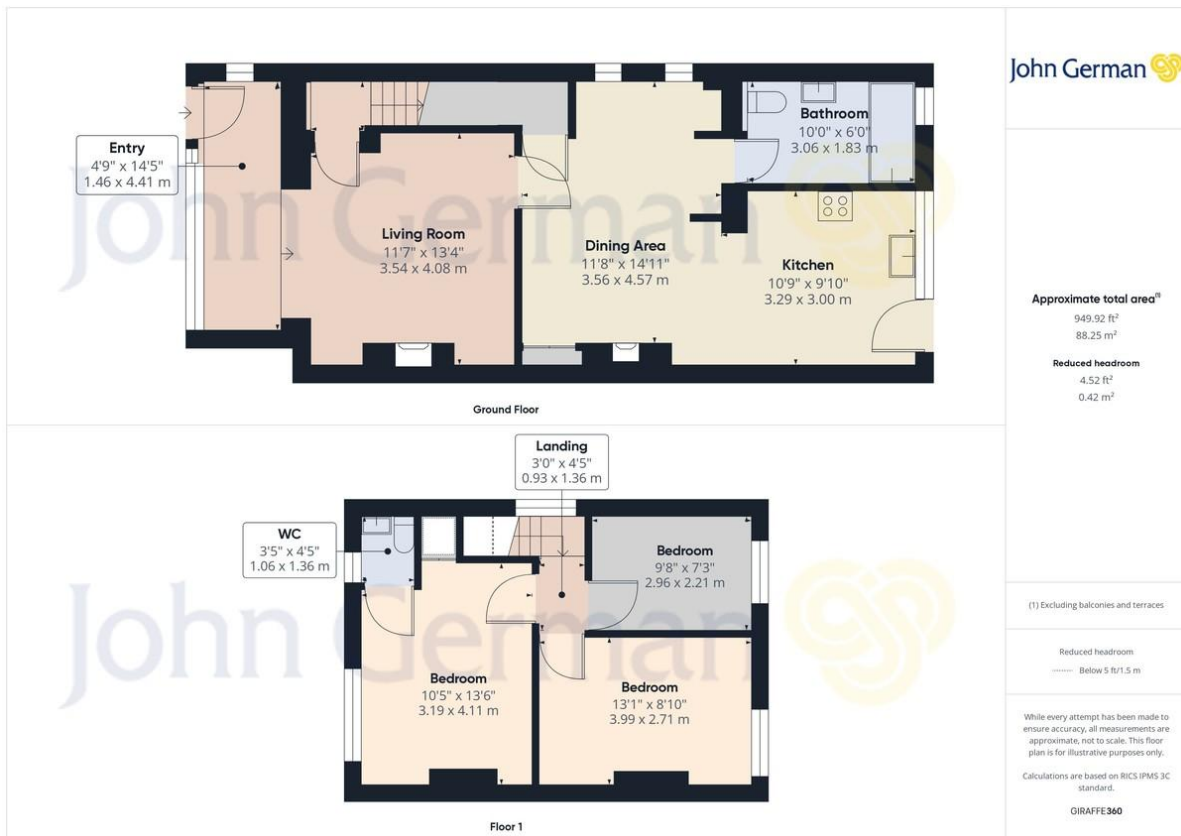 Entry
4'9" x 14'5"
1.46 x 4.41 m
Living Room
11'7" x 13'4"
3.54 x 4.08 m
Dining Area
11'8" x 14'11"
3.56 x 4.57 m
Bathroom
10'0" x 6'0"
3.06 x 1.83 m
Kitchen
10'9" x 9'10"
3.29 x 3.00 m
John German
Ground Floor
Landing
3'0" x 4'5"
0.93 x 1.36 m
WC
3'5" x 4'5"
1.06 x 1.36 m
Bedroom
9'8" x 7'3"
2.96 x 2.21 m
Bedroom
10'5" x 13'6"
3.19 x 4.11 m
Bedroom
13'1" x 8'10"
3.99 x 2.71 m
John German
Floor 1
John German
Approximate total area⁽¹⁾
949.92 ft²
88.25 m²
Reduced headroom
4.52 ft²
0.42 m²
(1) Excluding balconies and terraces
Reduced headroom
Below 5 ft/1.5 m
While every attempt has been made to
ensure accuracy, all measurements are
approximate, not to scale. This floor
plan is for illustrative purposes only.
Calculations are based on RICS IPMS 3C
standard.
GIRAFFE360